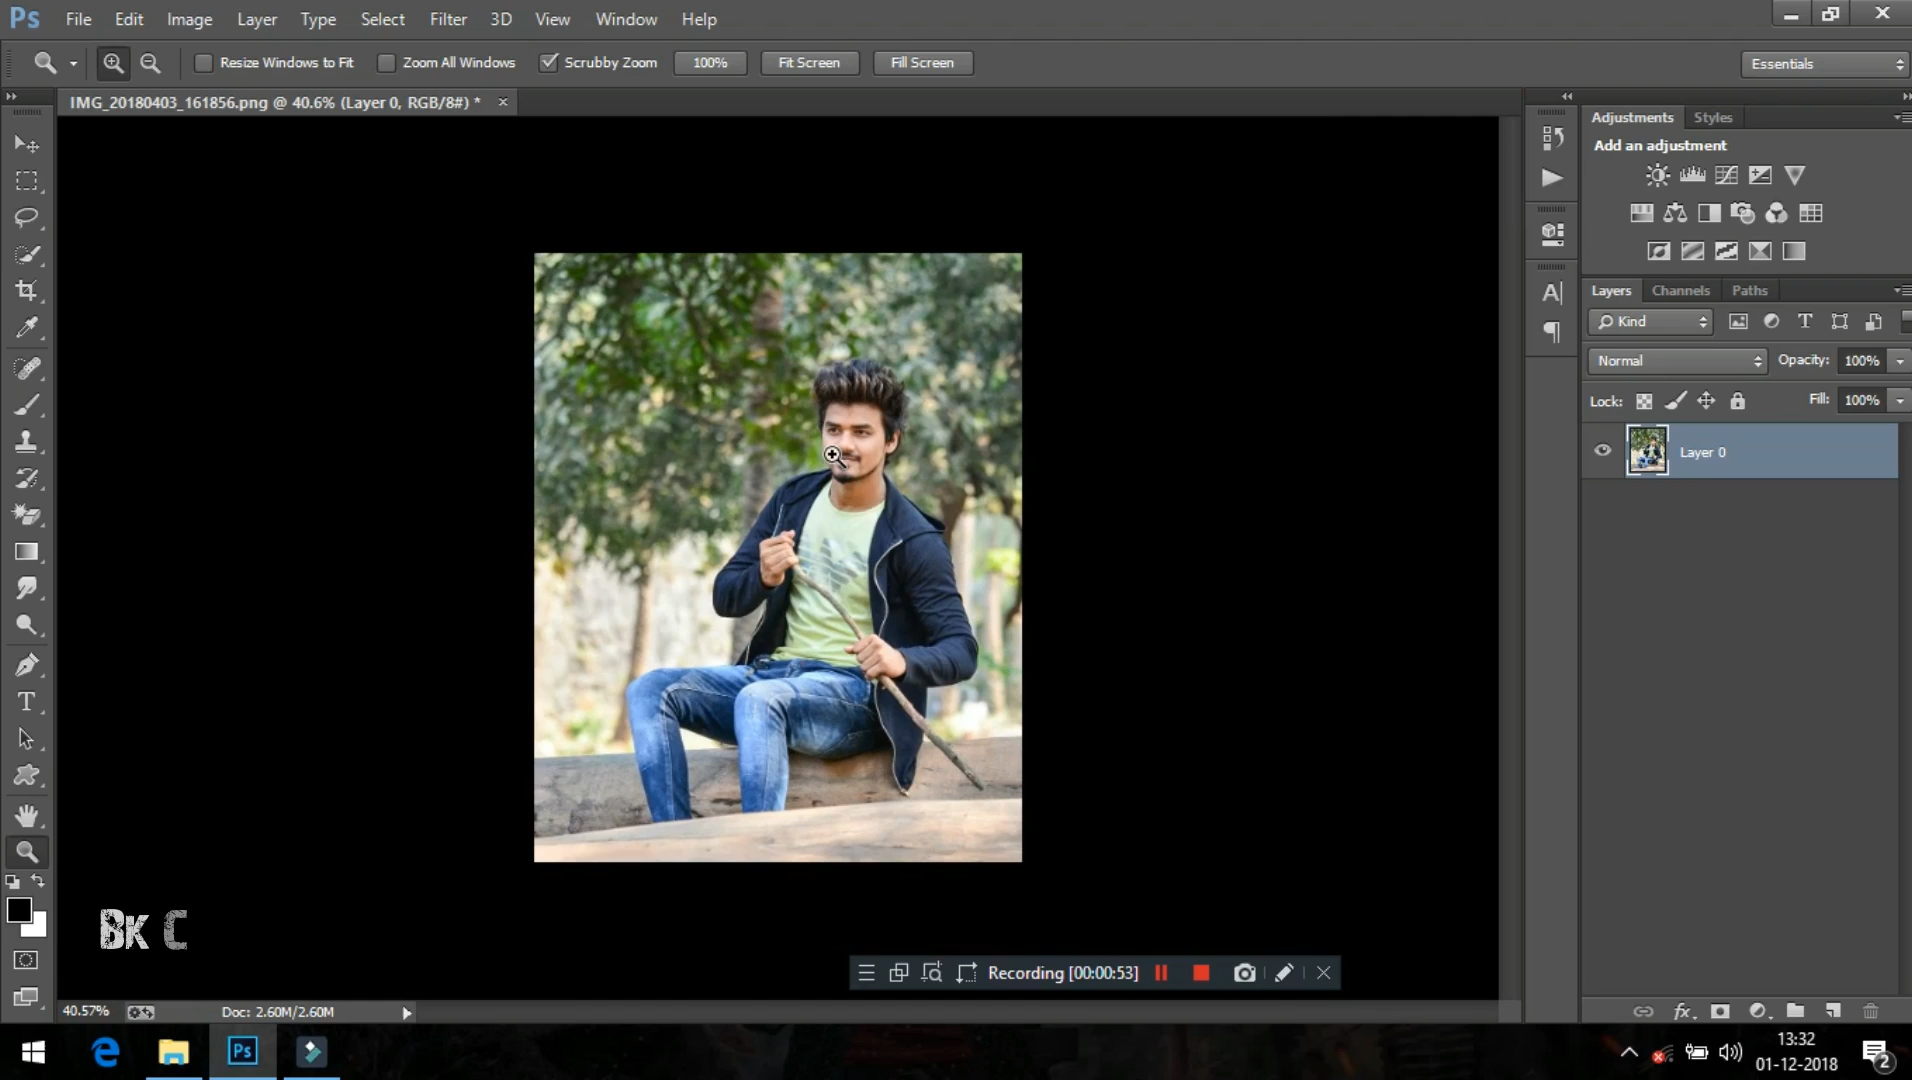 Ps File Edit Image Layer Type Select Filter 3D View Window Help
Resize Windows to Fit Zoom All Windows Scrubby Zoom 100% Fit Screen Fill Screen Essentials
IMG_20180403_161856.png @ 40.6% (Layer 0, RGB/8#) * ×
Adjustments Styles
Add an adjustment
Layers Channels Paths
Kind
Normal Opacity: 100%
Lock: Fill: 100%
Layer 0
BK C
Recording [00:00:53]
40.57% Doc: 2.60M/2.60M
Ps
13:32
01-12-2018
2